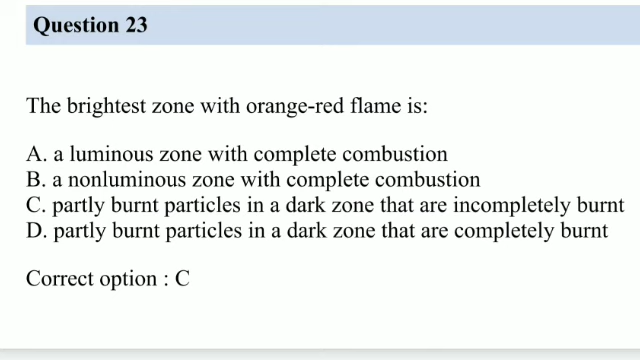 Question 23
The brightest zone with orange-red flame is:
A. a luminous zone with complete combustion
B. a nonluminous zone with complete combustion
C. partly burnt particles in a dark zone that are incompletely burnt
D. partly burnt particles in a dark zone that are completely burnt
Correct option : C